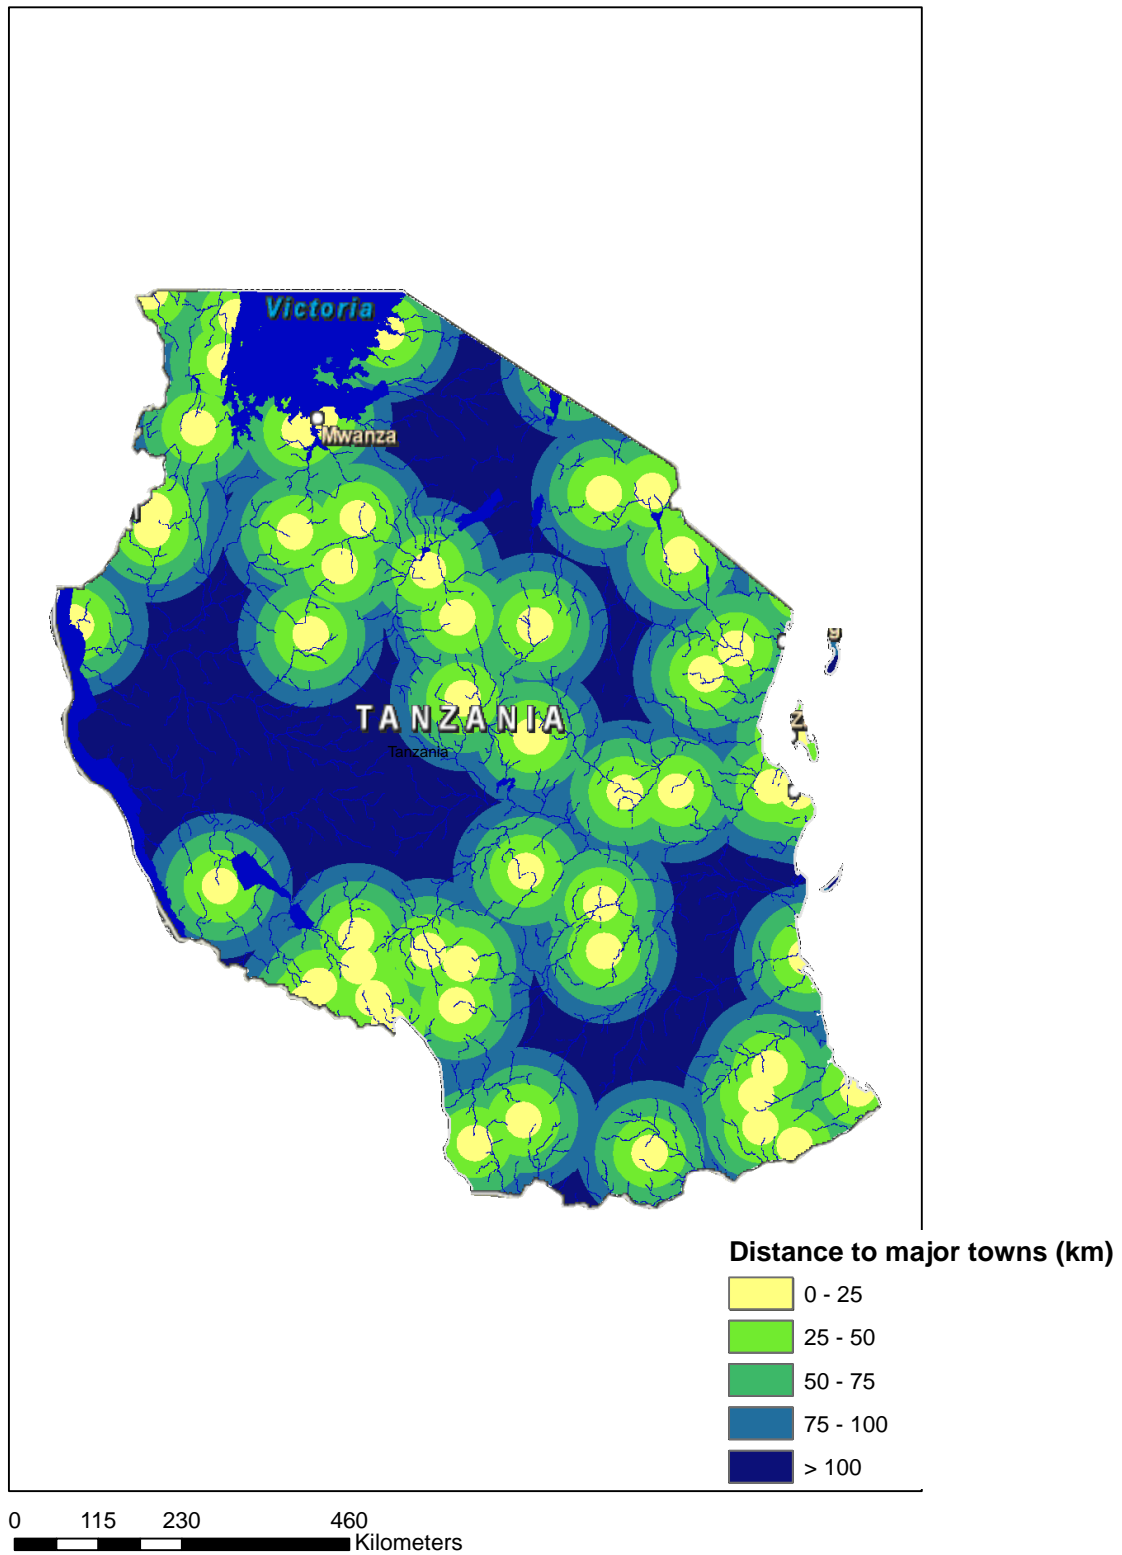 Victoria
Mwanza
TANZANIA
Tanzania
Z
Distance to major towns (km)
0 - 25
25 - 50
50 - 75
75 - 100
> 100
0 115 230 460
Kilometers